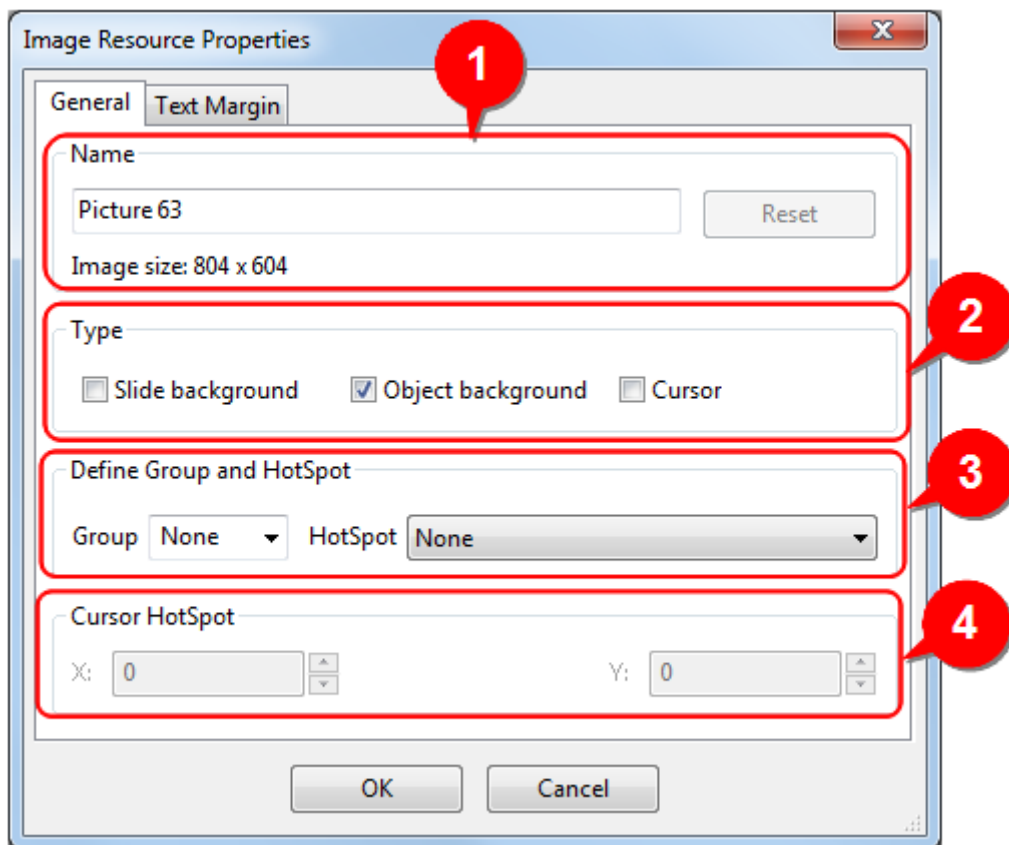 Image Resource Properties
1
General Text Margin
Name
Picture 63 Reset
Image size: 804 x 604
2
Type
Slide background Object background Cursor
3
Define Group and HotSpot
Group None HotSpot None
4
Cursor HotSpot
X: 0 Y: 0
OK Cancel